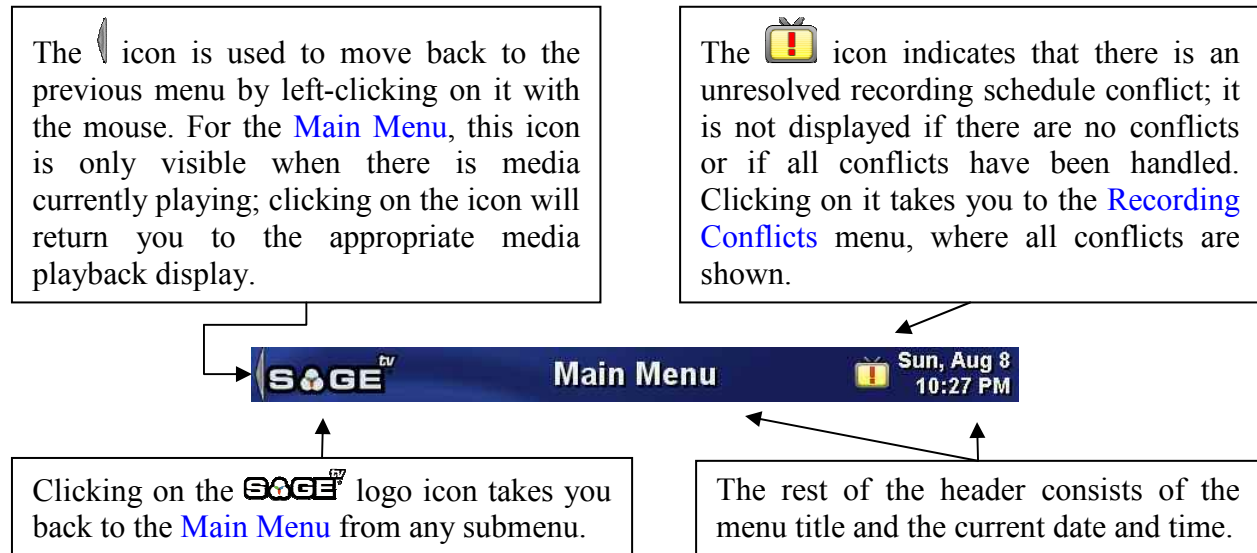 The icon is used to move back to the
previous menu by left-clicking on it with
the mouse. For the Main Menu, this icon
is only visible when there is media
currently playing; clicking on the icon will
return you to the appropriate media
playback display.
The icon indicates that there is an
unresolved recording schedule conflict; it
is not displayed if there are no conflicts
or if all conflicts have been handled.
Clicking on it takes you to the Recording
Conflicts menu, where all conflicts are
shown.
SAGE tv Main Menu Sun, Aug 8
10:27 PM
Clicking on the SAGE tv logo icon takes you
back to the Main Menu from any submenu.
The rest of the header consists of the
menu title and the current date and time.